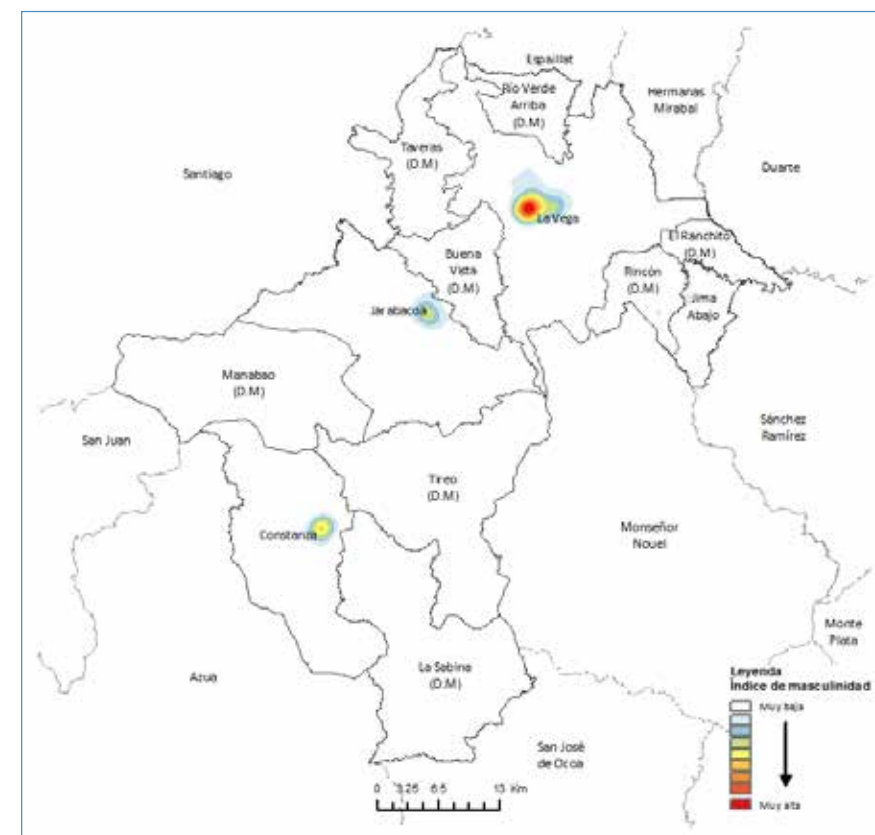 Espaillat
Río Verde
Arriba
(D.M)
Hermanas
Mirabal
Taveras
(D.M)
Santiago
Duarte
La Vega
El Ranchito
(D.M)
Buena
Vista
(D.M)
Rincón
(D.M)
Jima
Abajo
Jarabacoa
Manabao
(D.M)
Sánchez
Ramírez
San Juan
Tireo
(D.M)
Constanza
Monseñor
Nouel
Monte
Plata
La Sabina
(D.M)
Azua
San José
de Ocoa
Leyenda
Índice de masculinidad
Muy baja
Muy alta
0 3.25 6.5 13 Km